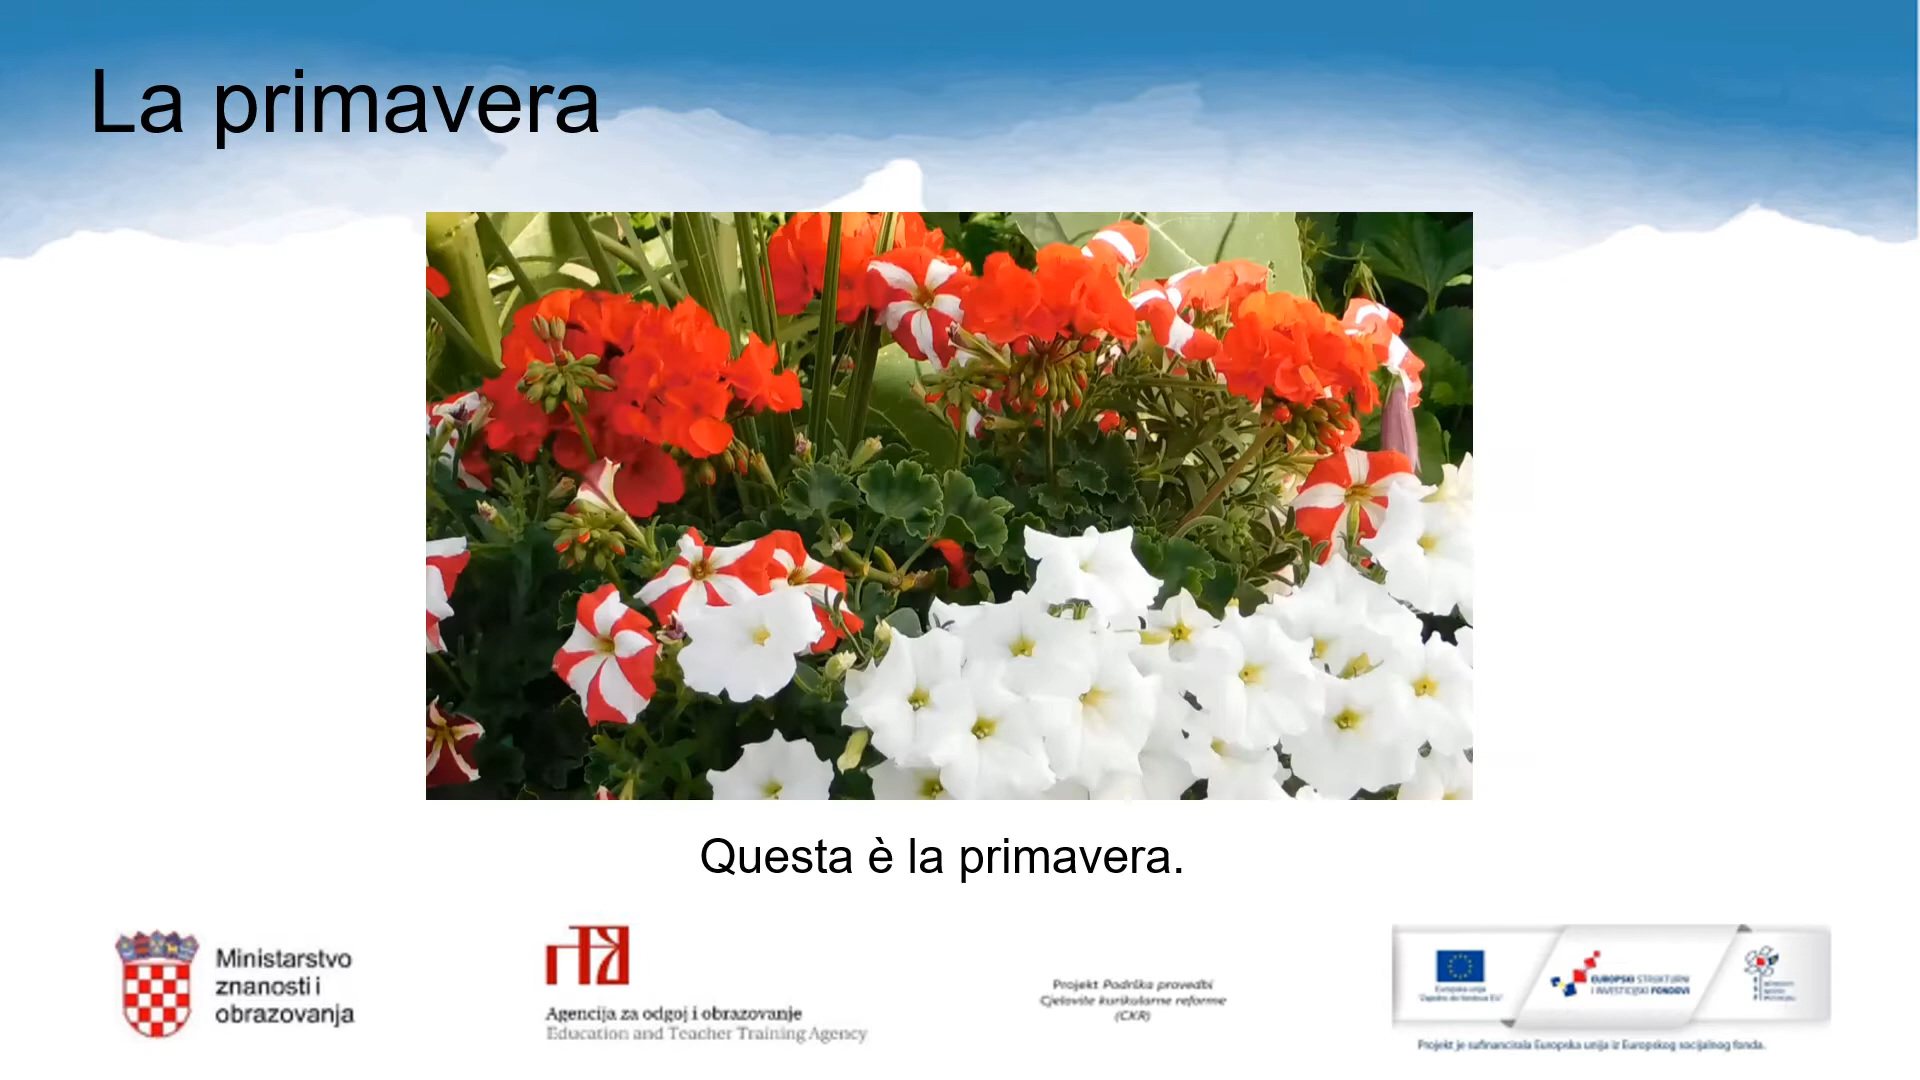 La primavera
Questa è la primavera.
Ministarstvo
znanosti i
obrazovanja
Agencija za odgoj i obrazovanje
Education and Teacher Training Agency
Projekt Podrška provedbi
Cjelovite kurikularne reforme
(CKR)
EUROPSKI STRUKTURNI
I INVESTICIJSKI FONDOVI
Projekt je sufinancirala Europska unija iz Europskog socijalnog fonda.